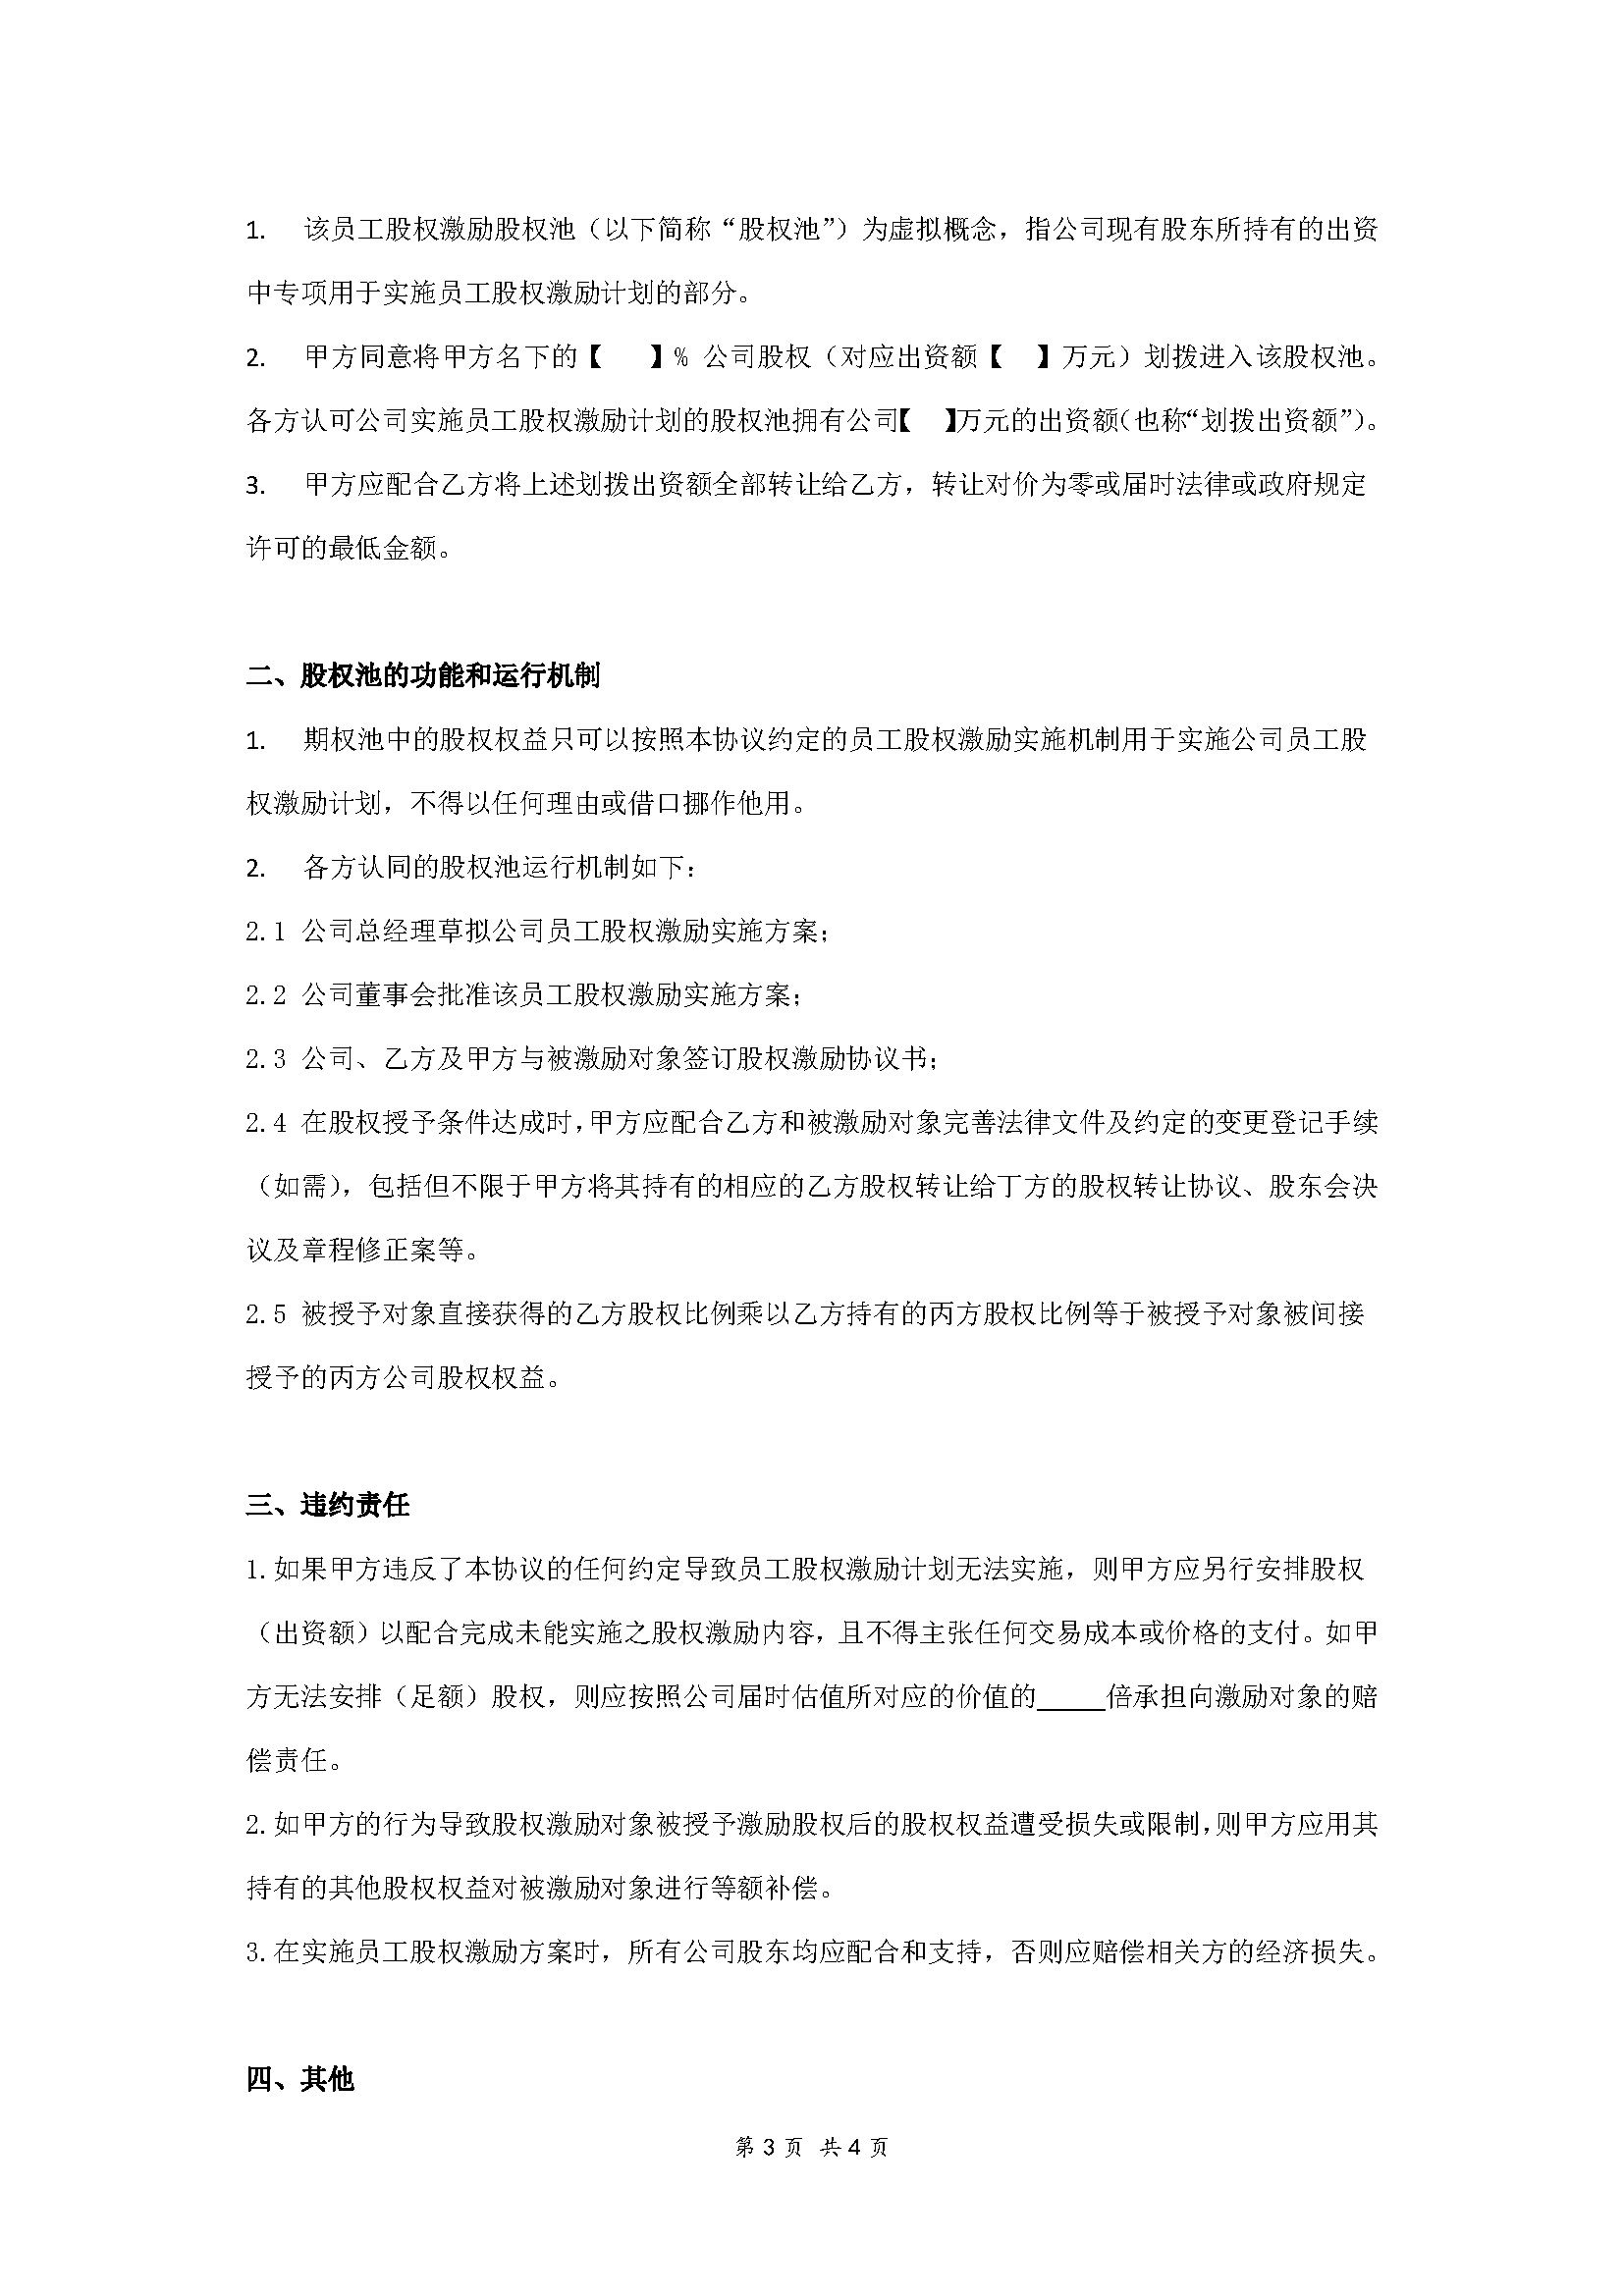 1. 该员工股权激励股权池（以下简称“股权池”）为虚拟概念，指公司现有股东所持有的出资
中专项用于实施员工股权激励计划的部分。
2. 甲方同意将甲方名下的【 】% 公司股权（对应出资额【 】万元）划拨进入该股权池。
各方认可公司实施员工股权激励计划的股权池拥有公司【 】万元的出资额（也称“划拨出资额”）。
3. 甲方应配合乙方将上述划拨出资额全部转让给乙方，转让对价为零或届时法律或政府规定
许可的最低金额。
二、股权池的功能和运行机制
1. 期权池中的股权权益只可以按照本协议约定的员工股权激励实施机制用于实施公司员工股
权激励计划，不得以任何理由或借口挪作他用。
2. 各方认同的股权池运行机制如下：
2.1 公司总经理草拟公司员工股权激励实施方案；
2.2 公司董事会批准该员工股权激励实施方案；
2.3 公司、乙方及甲方与被激励对象签订股权激励协议书；
2.4 在股权授予条件达成时，甲方应配合乙方和被激励对象完善法律文件及约定的变更登记手续
（如需），包括但不限于甲方将其持有的相应的乙方股权转让给丁方的股权转让协议、股东会决
议及章程修正案等。
2.5 被授予对象直接获得的乙方股权比例乘以乙方持有的丙方股权比例等于被授予对象被间接
授予的丙方公司股权权益。
三、违约责任
1.如果甲方违反了本协议的任何约定导致员工股权激励计划无法实施，则甲方应另行安排股权
（出资额）以配合完成未能实施之股权激励内容，且不得主张任何交易成本或价格的支付。如甲
方无法安排（足额）股权，则应按照公司届时估值所对应的价值的_____倍承担向激励对象的赔
偿责任。
2.如甲方的行为导致股权激励对象被授予激励股权后的股权权益遭受损失或限制，则甲方应用其
持有的其他股权权益对被激励对象进行等额补偿。
3.在实施员工股权激励方案时，所有公司股东均应配合和支持，否则应赔偿相关方的经济损失。
四、其他
第 3 页 共 4 页